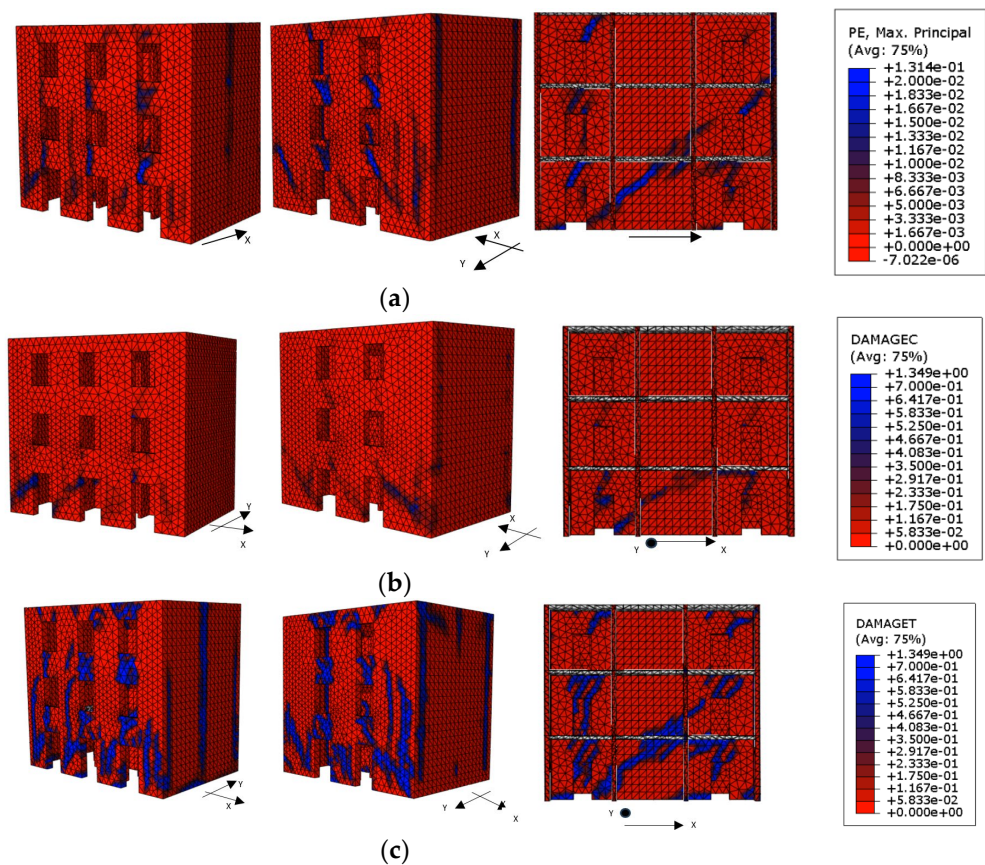 PE, Max. Principal
(Avg: 75%)
+1.314e-01
+2.000e-02
+1.833e-02
+1.667e-02
+1.500e-02
+1.333e-02
+1.167e-02
+1.000e-02
+8.333e-03
+6.667e-03
+5.000e-03
+3.333e-03
+1.667e-03
+0.000e+00
-7.022e-06
X
X
Y
(a)
DAMAGEC
(Avg: 75%)
+1.349e+00
+7.000e-01
+6.417e-01
+5.833e-01
+5.250e-01
+4.667e-01
+4.083e-01
+3.500e-01
+2.917e-01
+2.333e-01
+1.750e-01
+1.167e-01
+5.833e-02
+0.000e+00
Y
X
X
Y
Y
X
(b)
DAMAGET
(Avg: 75%)
+1.349e+00
+7.000e-01
+6.417e-01
+5.833e-01
+5.250e-01
+4.667e-01
+4.083e-01
+3.500e-01
+2.917e-01
+2.333e-01
+1.750e-01
+1.167e-01
+5.833e-02
+0.000e+00
Y
X
Y
X
X
Y
X
(c)